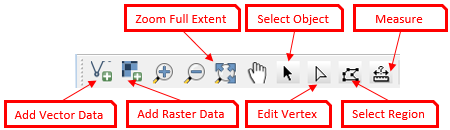 Zoom Full Extent
Select Object
Measure
Add Vector Data
Add Raster Data
Edit Vertex
Select Region